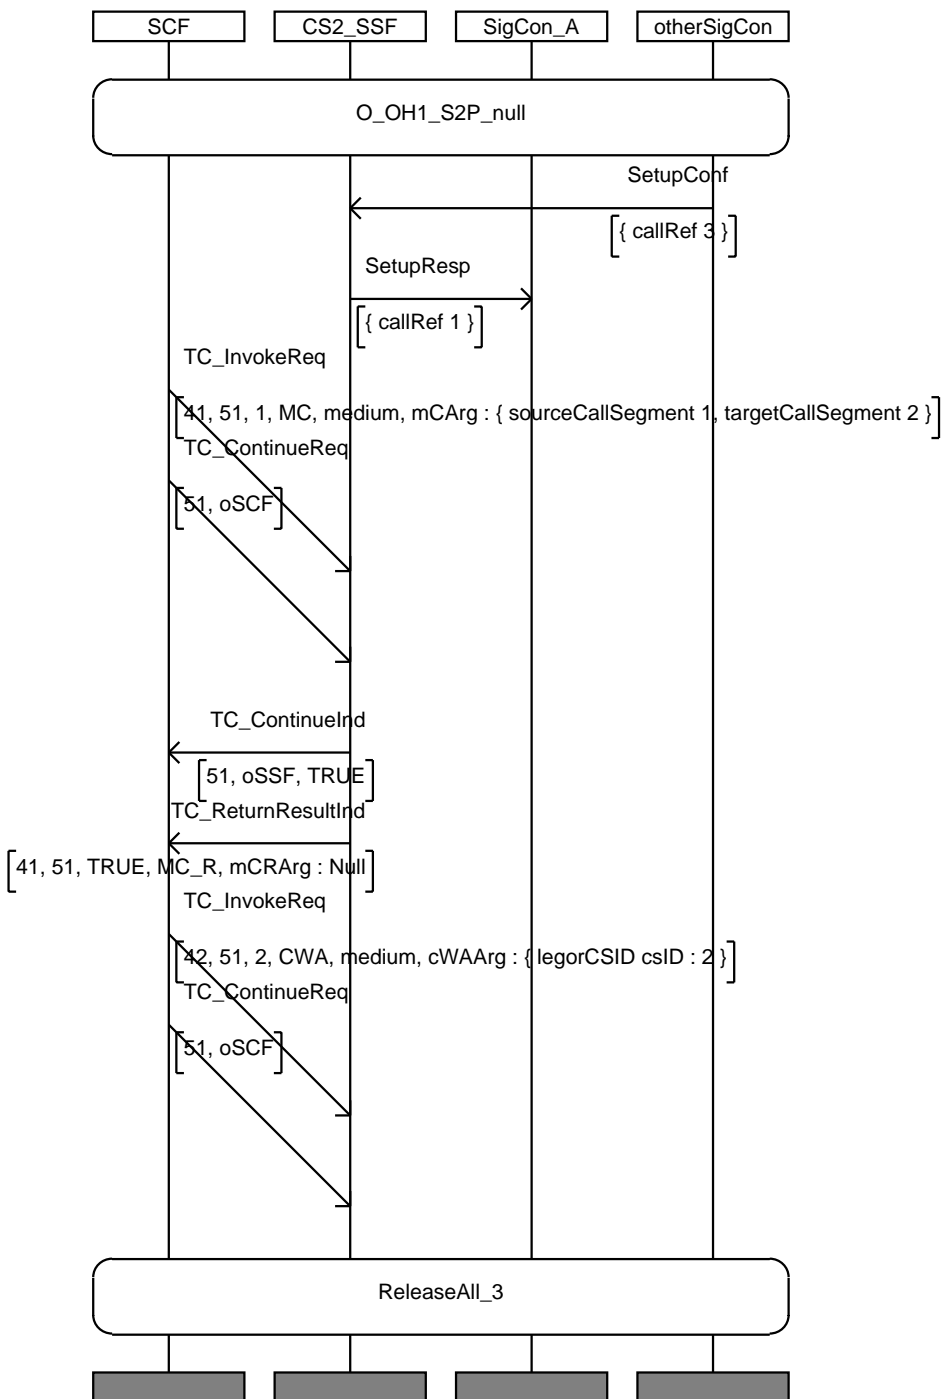 SCF
CS2_SSF
SigCon_A
otherSigCon
O_OH1_S2P_null
SetupConf
{ callRef 3 }
SetupResp
{ callRef 1 }
TC_InvokeReq
41, 51, 1, MC, medium, mCArg : { sourceCallSegment 1, targetCallSegment 2 }
TC_ContinueReq
51, oSCF
TC_ContinueInd
51, oSSF, TRUE
TC_ReturnResultInd
41, 51, TRUE, MC_R, mCRArg : Null
TC_InvokeReq
42, 51, 2, CWA, medium, cWAArg : { legorCSID csID : 2 }
TC_ContinueReq
51, oSCF
ReleaseAll_3